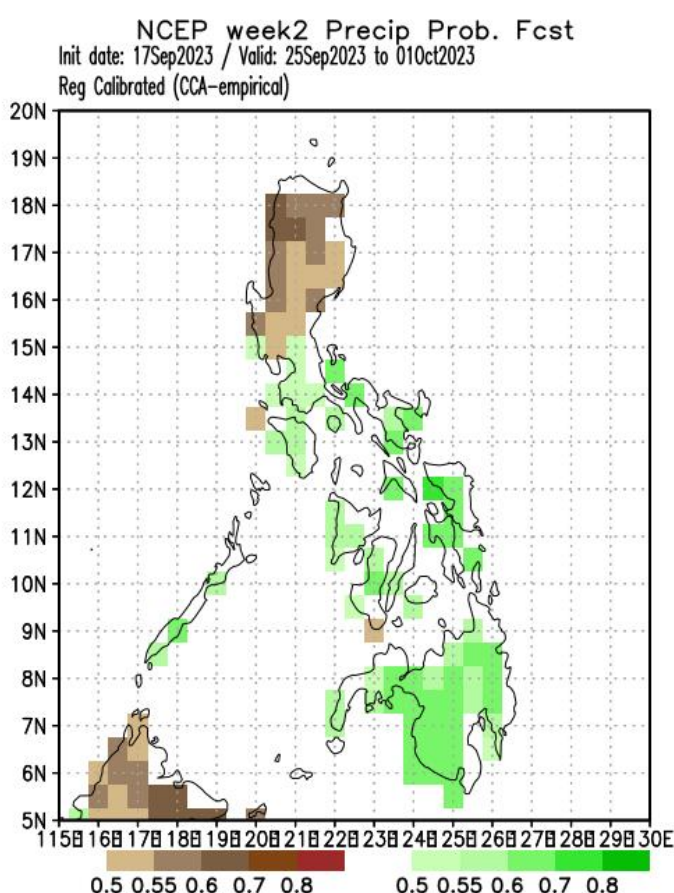 NCEP week2 Precip Prob. Fcst
Init date: 17Sep2023 / Valid: 25Sep2023 to 01Oct2023
Reg Calibrated (CCA-empirical)
20N
19N
18N
17N
16N
15N
14N
13N
12N
11N
10N
9N
8N
7N
6N
5N
115E 116E 117E 118E 119E 120E 121E 122E 123E 124E 125E 126E 127E 128E 129E 130E
0.5 0.55 0.6 0.7 0.8 0.5 0.55 0.6 0.7 0.8